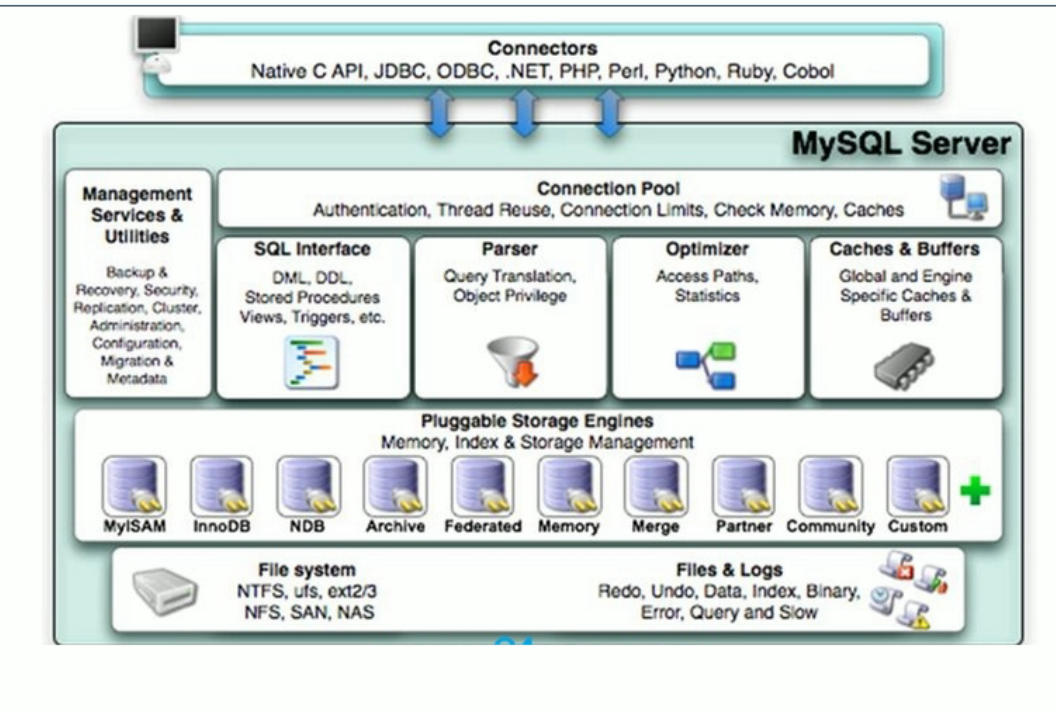 Connectors
Native C API, JDBC, ODBC, .NET, PHP, Perl, Python, Ruby, Cobol
MySQL Server
Management
Services &
Utilities
Backup &
Recovery, Security,
Replication, Cluster,
Administration,
Configuration,
Migration &
Metadata
Connection Pool
Authentication, Thread Reuse, Connection Limits, Check Memory, Caches
SQL Interface
DML, DDL,
Stored Procedures
Views, Triggers, etc.
Parser
Query Translation,
Object Privilege
Optimizer
Access Paths,
Statistics
Caches & Buffers
Global and Engine
Specific Caches &
Buffers
Pluggable Storage Engines
Memory, Index & Storage Management
MyISAM InnoDB NDB Archive Federated Memory Merge Partner Community Custom
File system
NTFS, ufs, ext2/3
NFS, SAN, NAS
Files & Logs
Redo, Undo, Data, Index, Binary,
Error, Query and Slow